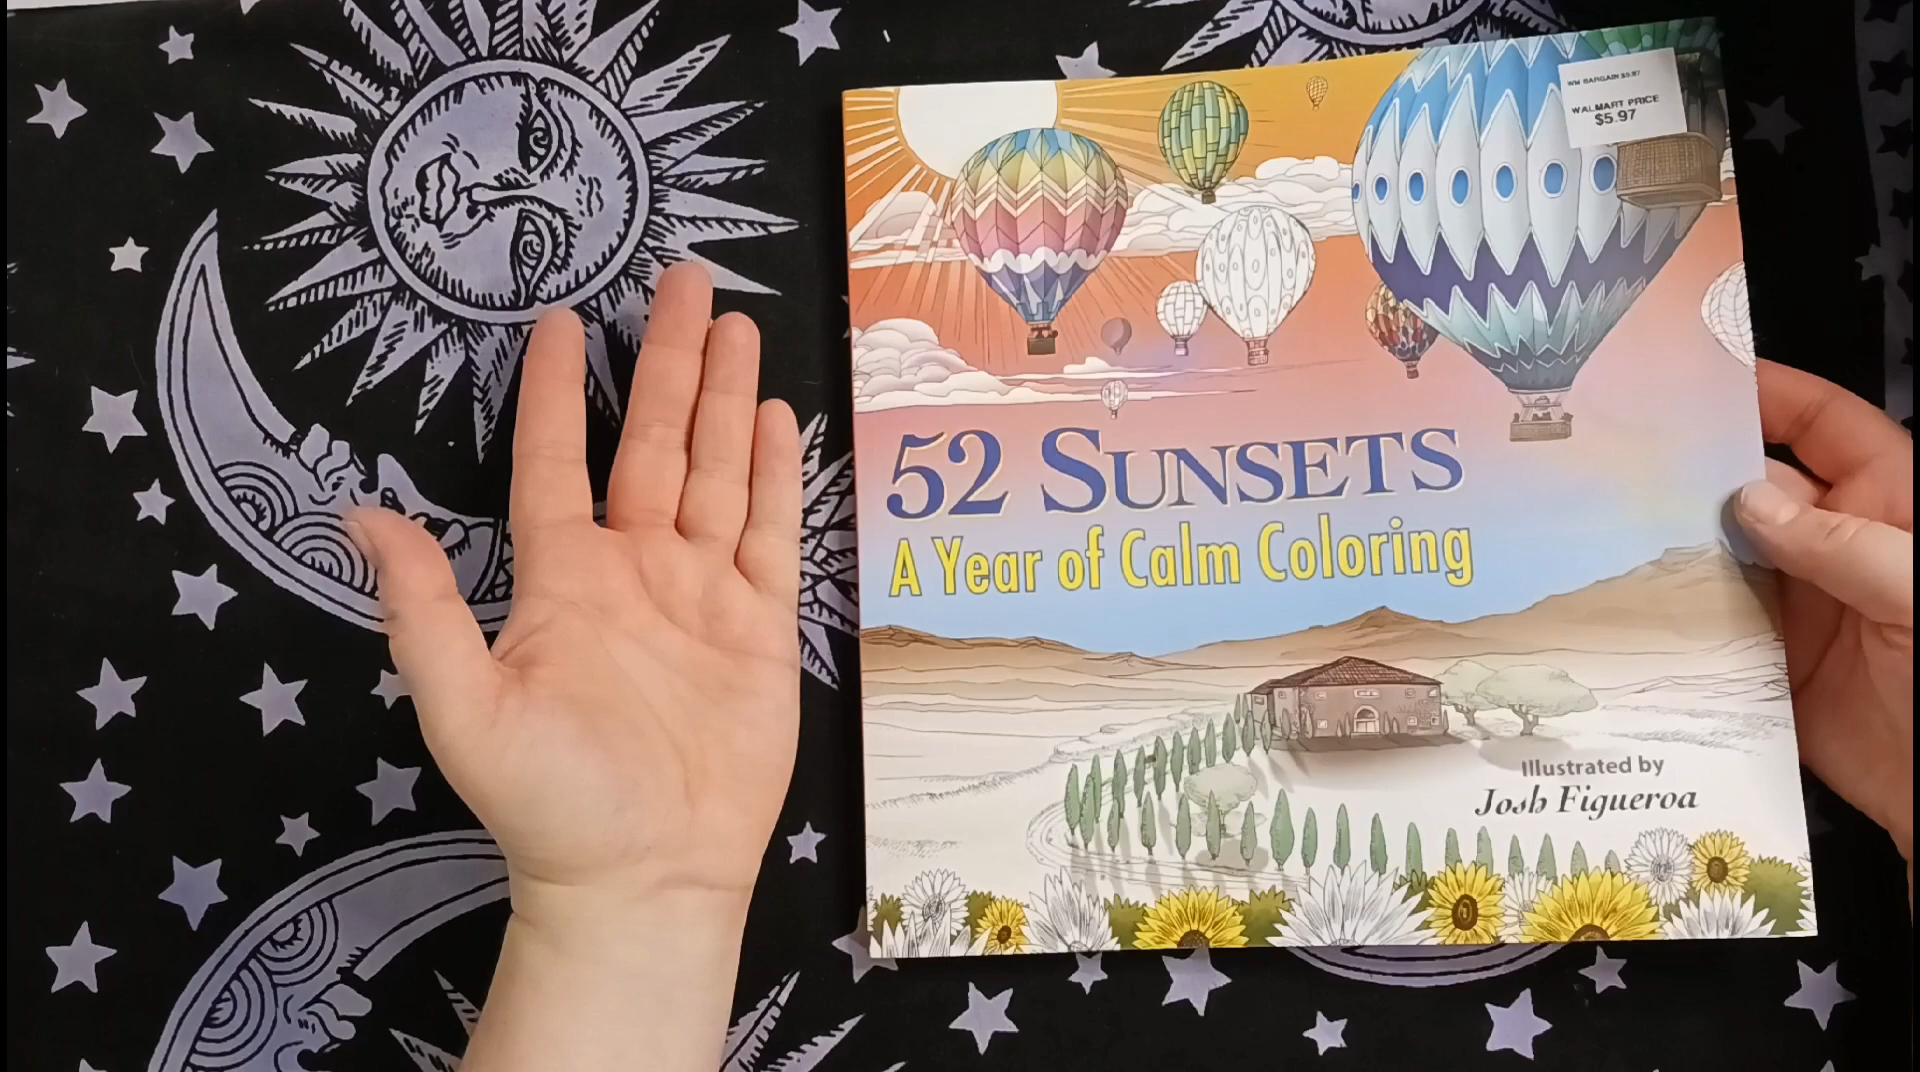 WM BARGAIN $5.97
WALMART PRICE
$5.97
52 SUNSETS
A Year of Calm Coloring
Illustrated by
Josh Figueroa